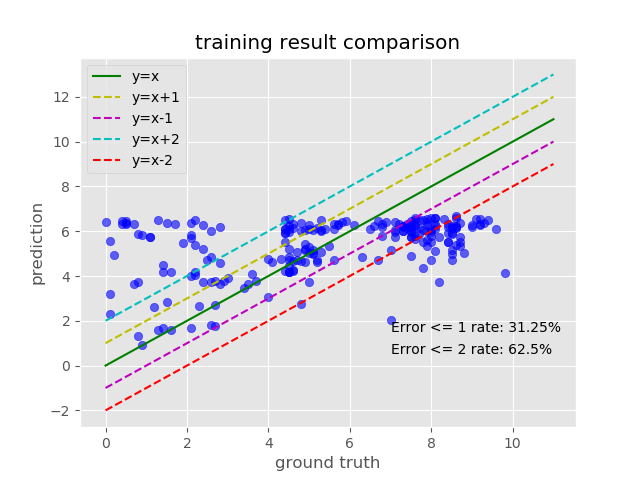 training result comparison
y=x
y=x+1
y=x-1
y=x+2
y=x-2
12
10
8
6
4
2
0
−2
prediction
Error <= 1 rate: 31.25%
Error <= 2 rate: 62.5%
0 2 4 6 8 10
ground truth